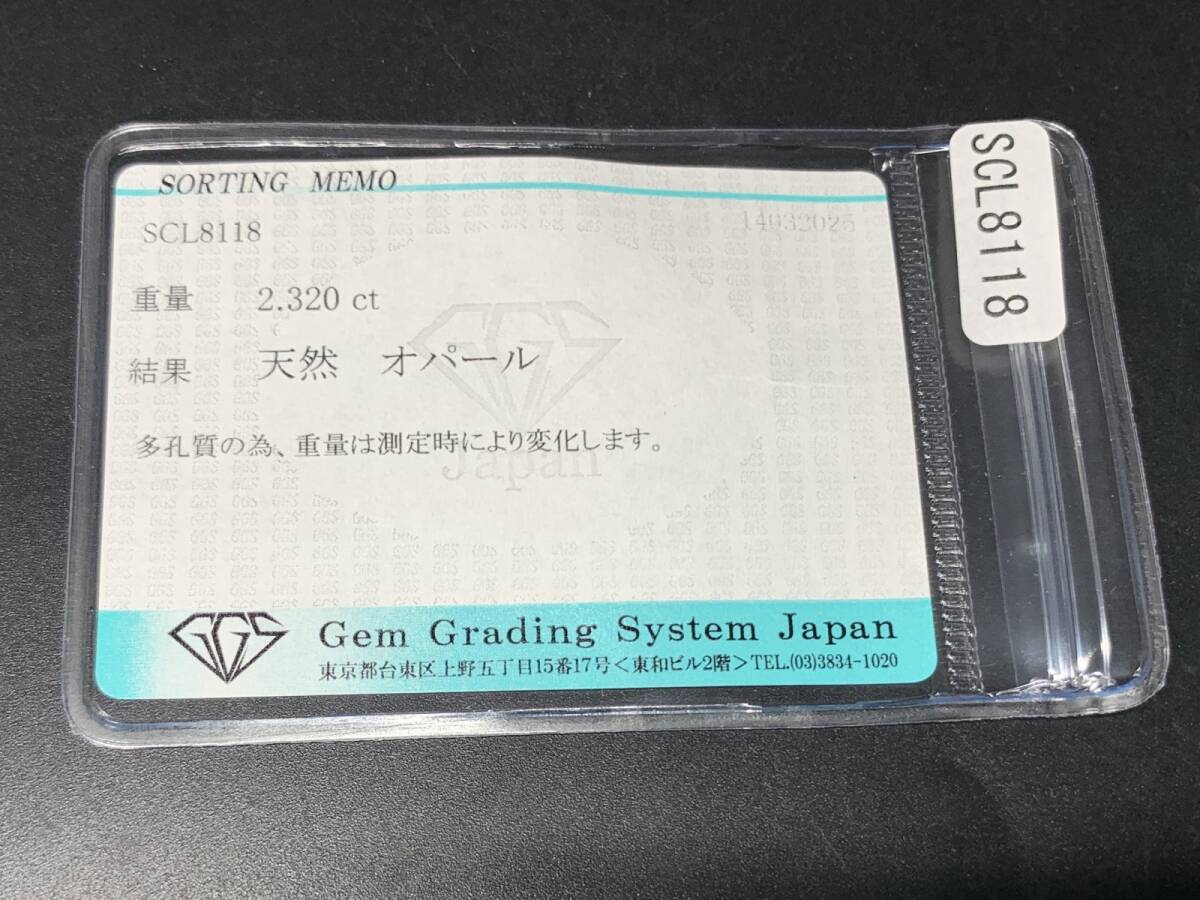 SORTING MEMO
SCL8118
14032025
重量 2.320 ct
結果 天然 オパール
多孔質の為、重量は測定時により変化します。
GGS
Japan
GGS Gem Grading System Japan
東京都台東区上野五丁目15番17号＜東和ビル2階＞TEL.(03)3834-1020
SCL8118